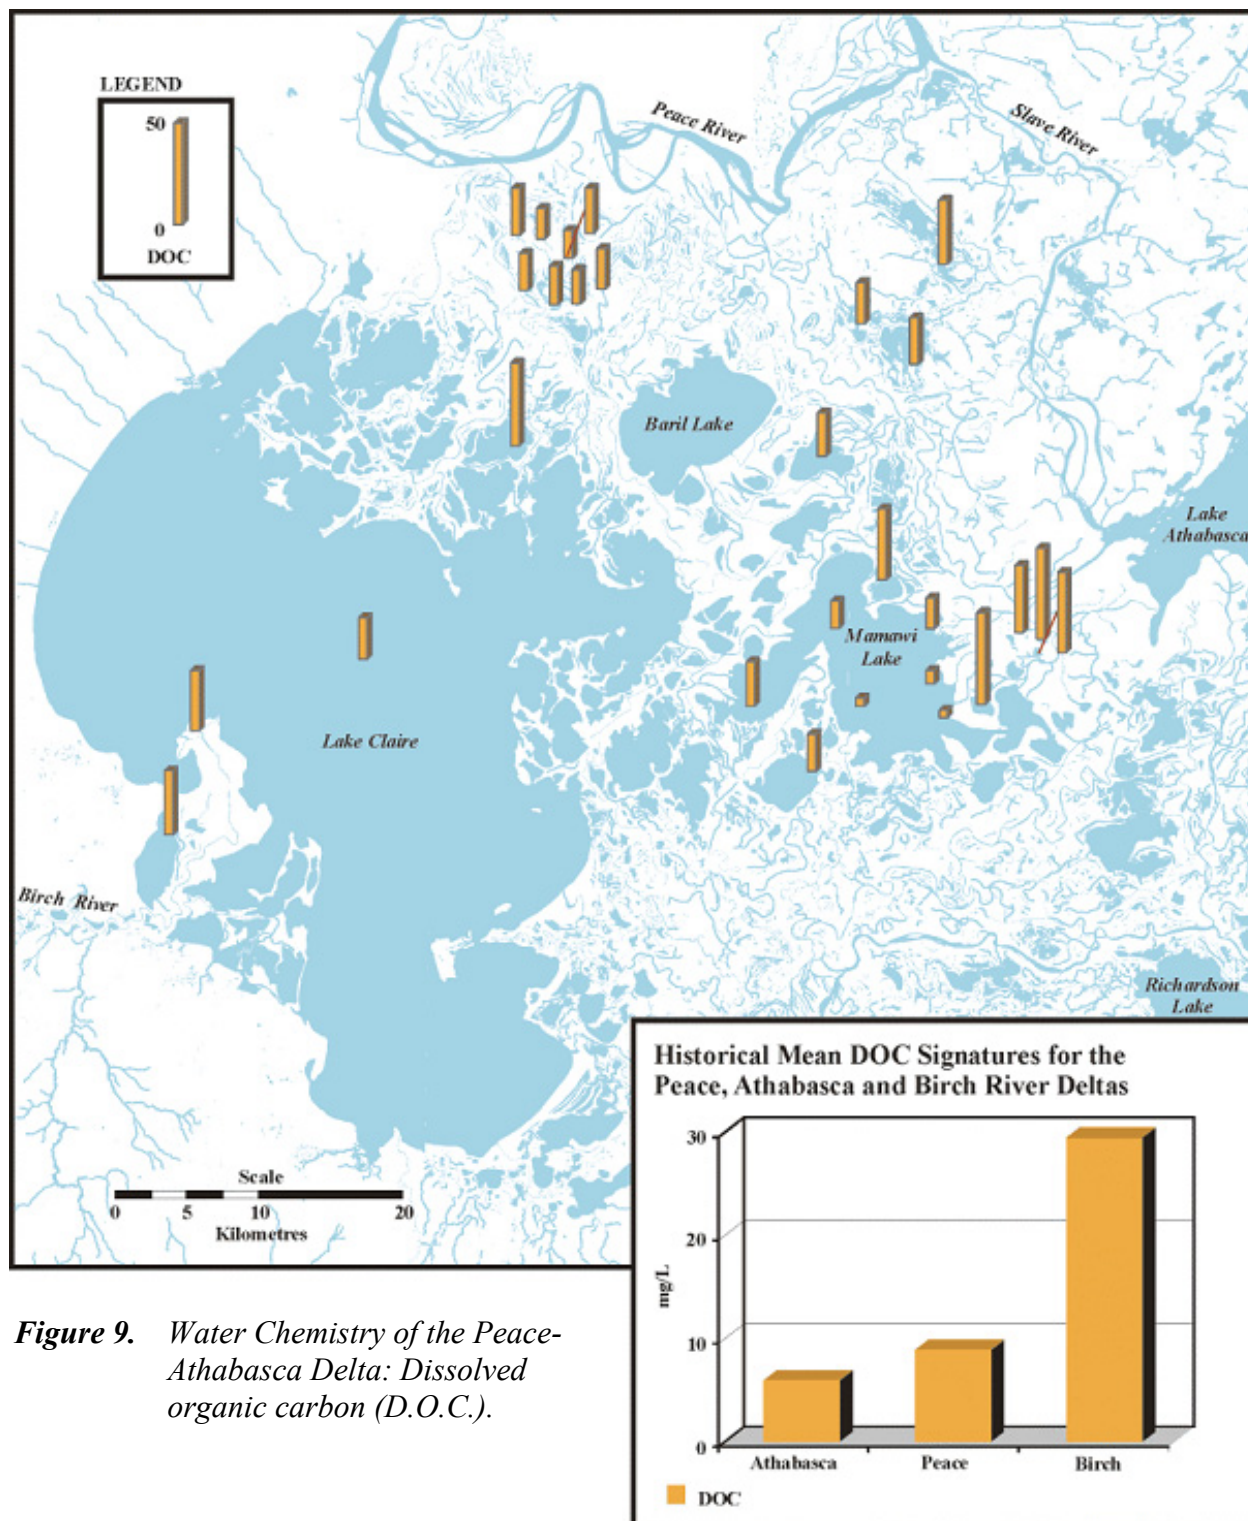 LEGEND
50
0
DOC
Peace River
Slave River
Baril Lake
Lake
Athabasca
Mamawi
Lake
Lake Claire
Birch River
Richardson
Lake
Scale
0 5 10 20
Kilometres
Historical Mean DOC Signatures for the
Peace, Athabasca and Birch River Deltas
30
20
10
0
mg/L
Athabasca Peace Birch
DOC
Figure 9. Water Chemistry of the Peace-
Athabasca Delta: Dissolved
organic carbon (D.O.C.).